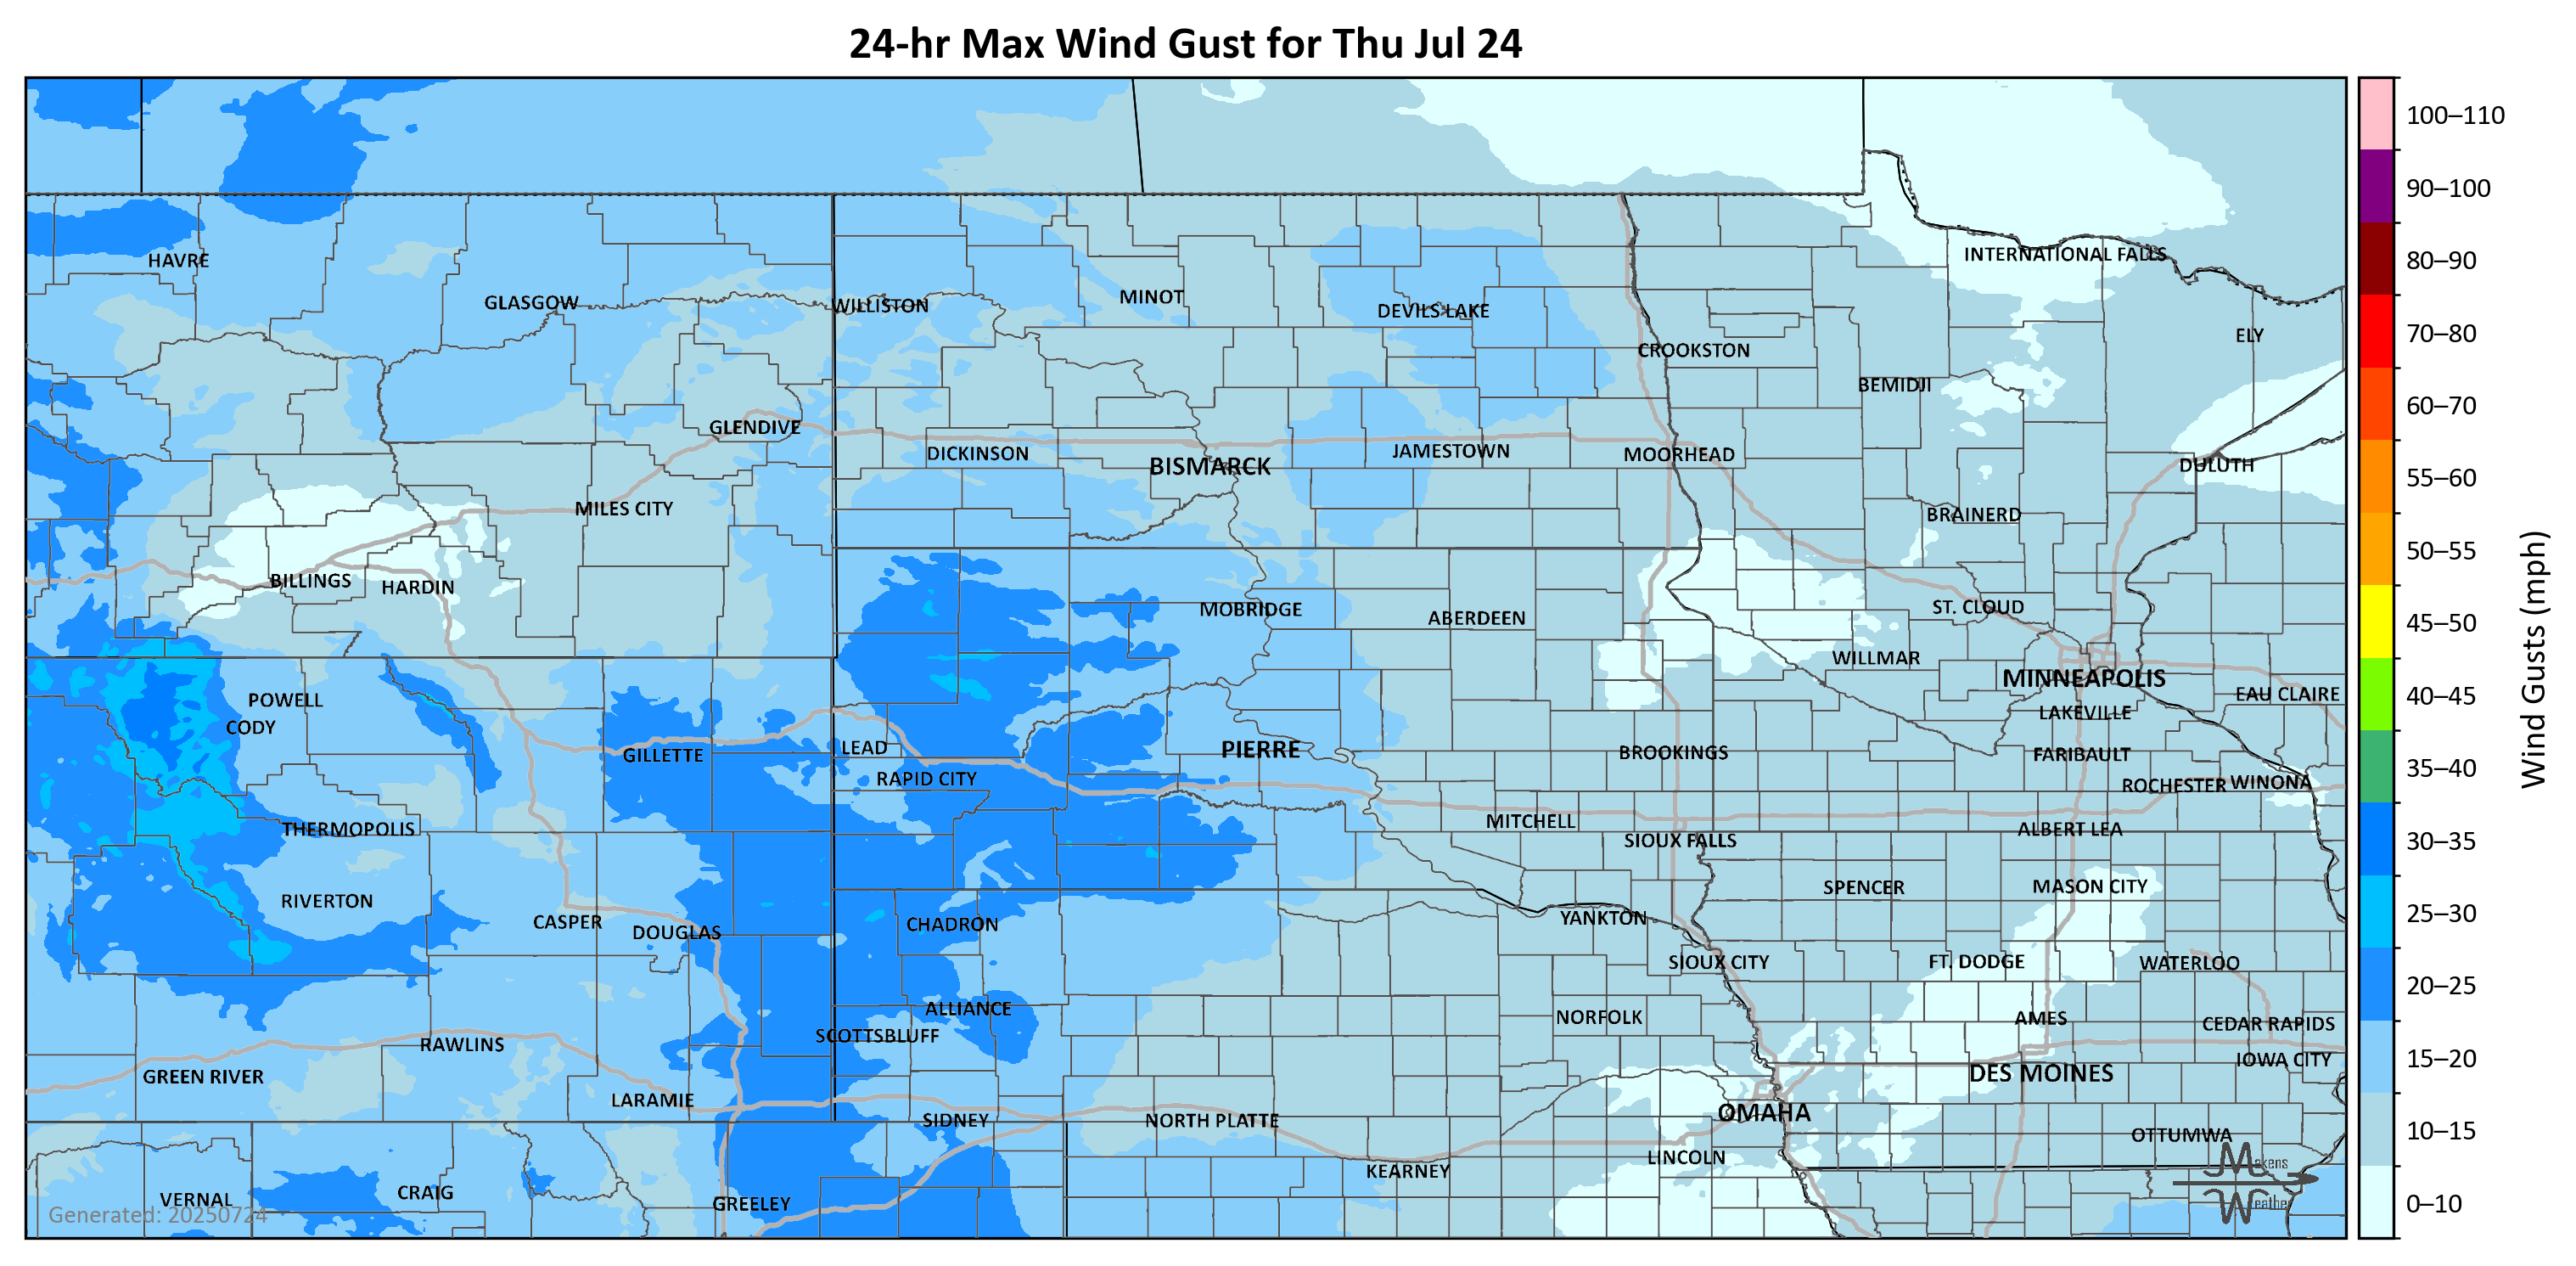 24-hr Max Wind Gust for Thu Jul 24
100–110
90–100
80–90
70–80
60–70
55–60
50–55
45–50
40–45
35–40
30–35
25–30
20–25
15–20
10–15
0–10
Wind Gusts (mph)
INTERNATIONAL FALLS
HAVRE
GLASGOW
WILLISTON
MINOT
DEVILS LAKE
ELY
CROOKSTON
BEMIDJI
GLENDIVE
DICKINSON
BISMARCK
JAMESTOWN
MOORHEAD
DULUTH
MILES CITY
BRAINERD
BILLINGS
HARDIN
MOBRIDGE
ABERDEEN
ST. CLOUD
WILLMAR
MINNEAPOLIS
EAU CLAIRE
POWELL
CODY
LAKEVILLE
GILLETTE
LEAD
PIERRE
BROOKINGS
FARIBAULT
RAPID CITY
ROCHESTER
WINONA
THERMOPOLIS
MITCHELL
SIOUX FALLS
ALBERT LEA
RIVERTON
SPENCER
MASON CITY
CASPER
DOUGLAS
CHADRON
YANKTON
SIOUX CITY
FT. DODGE
WATERLOO
ALLIANCE
NORFOLK
AMES
CEDAR RAPIDS
SCOTTSBLUFF
RAWLINS
IOWA CITY
GREEN RIVER
DES MOINES
LARAMIE
SIDNEY
NORTH PLATTE
OMAHA
OTTUMWA
LINCOLN
KEARNEY
VERNAL
CRAIG
GREELEY
Makens
Weather
Generated: 20250724